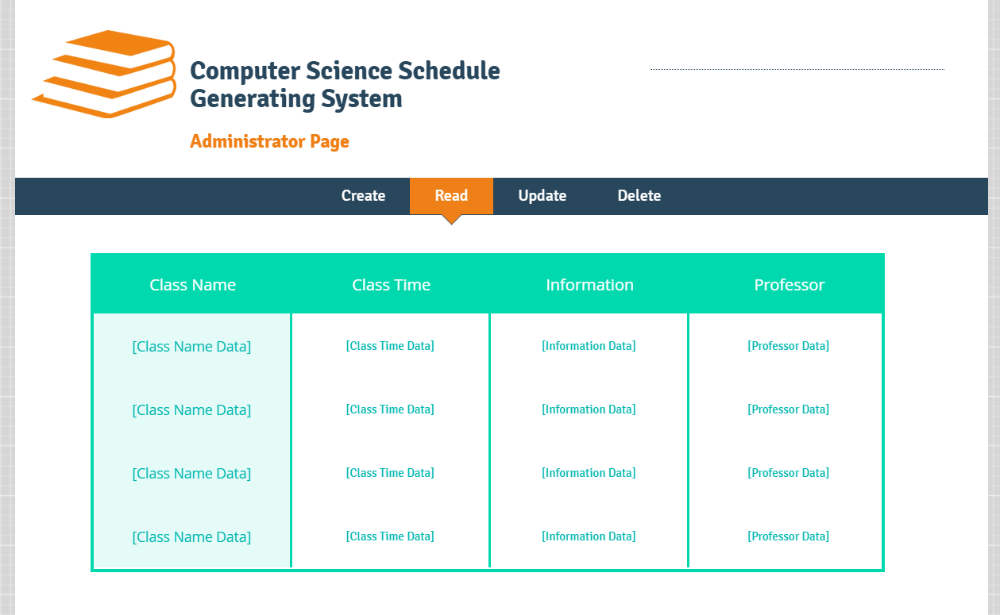 Computer Science Schedule
Generating System
Administrator Page
Create Read Update Delete
Class Name Class Time Information Professor
[Class Name Data] [Class Time Data] [Information Data] [Professor Data]
[Class Name Data] [Class Time Data] [Information Data] [Professor Data]
[Class Name Data] [Class Time Data] [Information Data] [Professor Data]
[Class Name Data] [Class Time Data] [Information Data] [Professor Data]